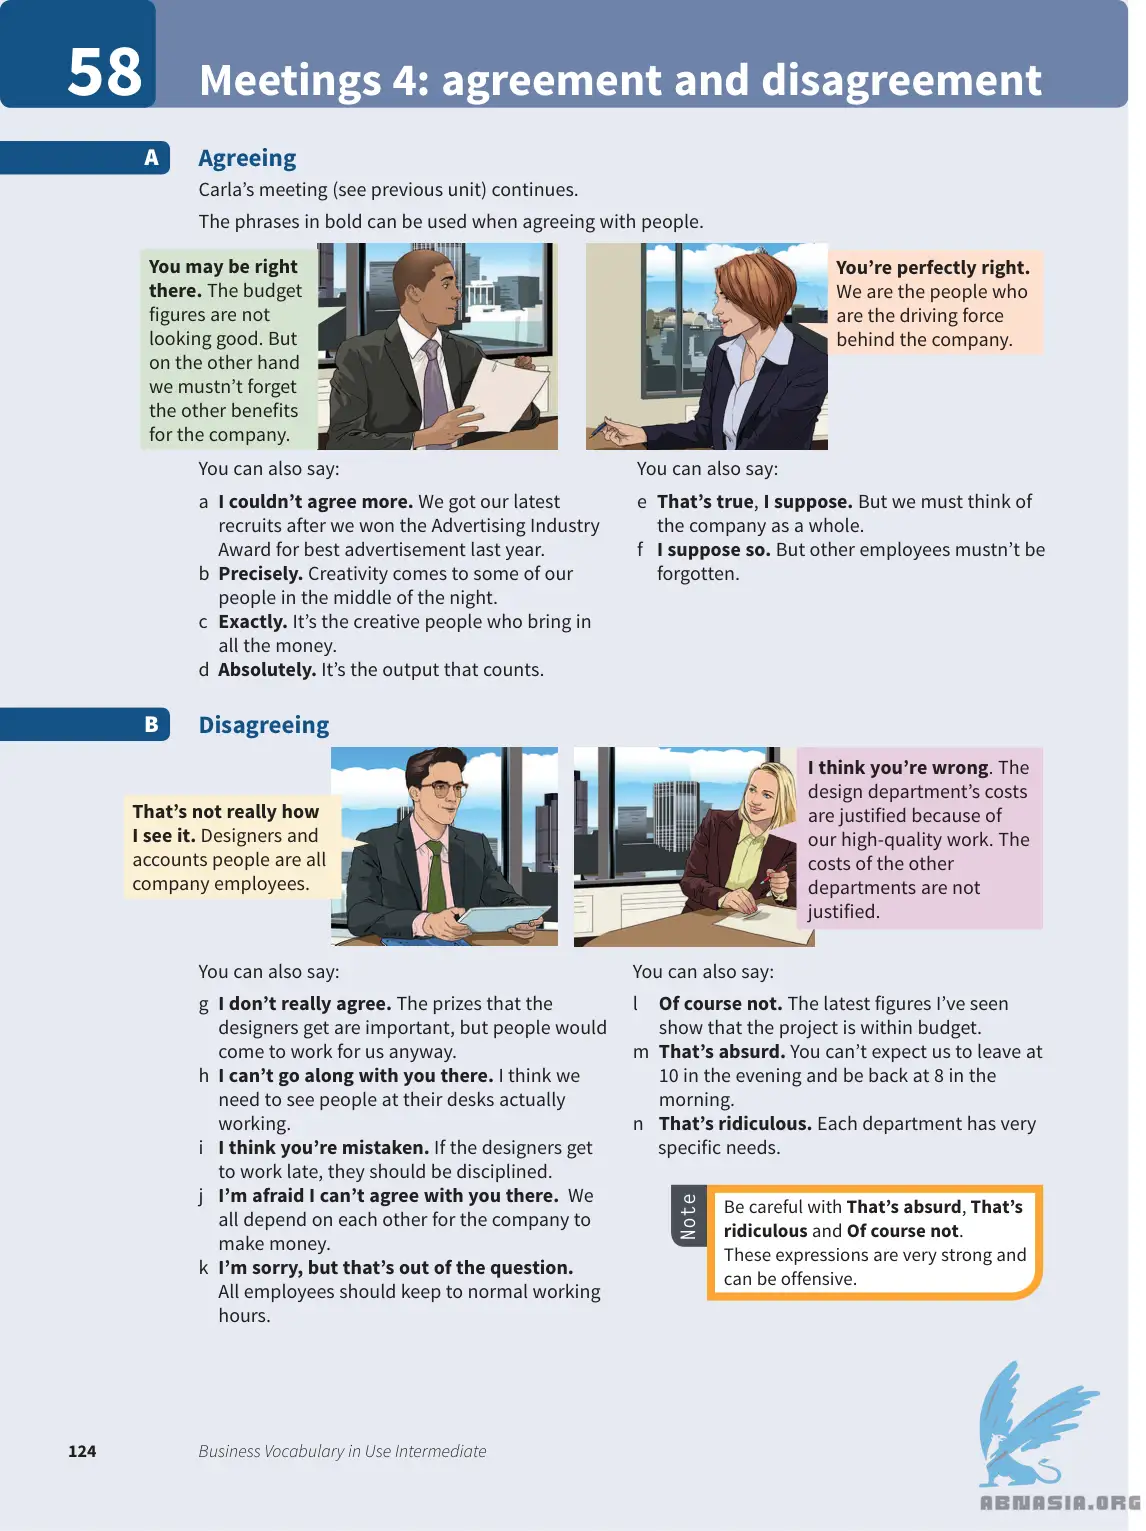 58
Meetings 4: agreement and disagreement
A
Agreeing
Carla's meeting (see previous unit) continues.
The phrases in bold can be used when agreeing with people.
You may be right
there. The budget
figures are not
looking good. But
on the other hand
we mustn't forget
the other benefits
for the company.
You're perfectly right.
We are the people who
are the driving force
behind the company.
You can also say:
a I couldn't agree more. We got our latest
recruits after we won the Advertising Industry
Award for best advertisement last year.
b Precisely. Creativity comes to some of our
people in the middle of the night.
c Exactly. It's the creative people who bring in
all the money.
d Absolutely. It's the output that counts.
You can also say:
e That's true, I suppose. But we must think of
the company as a whole.
f I suppose so. But other employees mustn't be
forgotten.
B
Disagreeing
That's not really how
I see it. Designers and
accounts people are all
company employees.
I think you're wrong. The
design department's costs
are justified because of
our high-quality work. The
costs of the other
departments are not
justified.
You can also say:
g I don't really agree. The prizes that the
designers get are important, but people would
come to work for us anyway.
h I can't go along with you there. I think we
need to see people at their desks actually
working.
i I think you're mistaken. If the designers get
to work late, they should be disciplined.
j I'm afraid I can't agree with you there. We
all depend on each other for the company to
make money.
k I'm sorry, but that's out of the question.
All employees should keep to normal working
hours.
You can also say:
l Of course not. The latest figures I've seen
show that the project is within budget.
m That's absurd. You can't expect us to leave at
10 in the evening and be back at 8 in the
morning.
n That's ridiculous. Each department has very
specific needs.
Note
Be careful with That's absurd, That's
ridiculous and Of course not.
These expressions are very strong and
can be offensive.
124
Business Vocabulary in Use Intermediate
ABNASIA.ORG